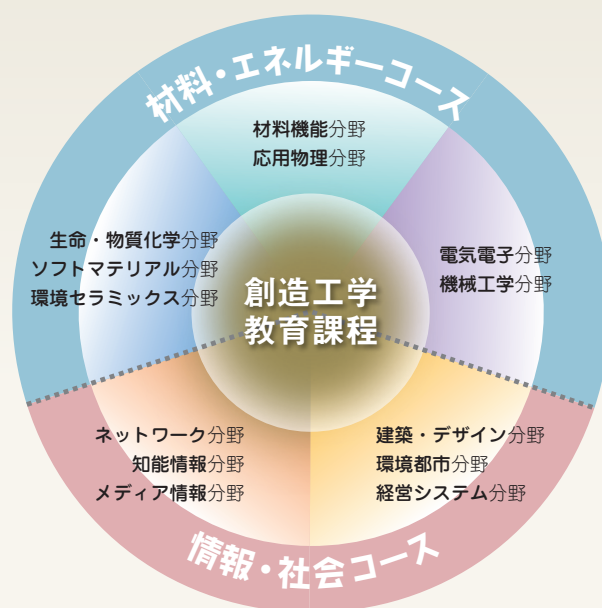 材料・エネルギーコース
材料機能分野
応用物理分野
生命・物質化学分野
ソフトマテリアル分野
環境セラミックス分野
電気電子分野
機械工学分野
創造工学
教育課程
ネットワーク分野
知能情報分野
メディア情報分野
建築・デザイン分野
環境都市分野
経営システム分野
情報・社会コース